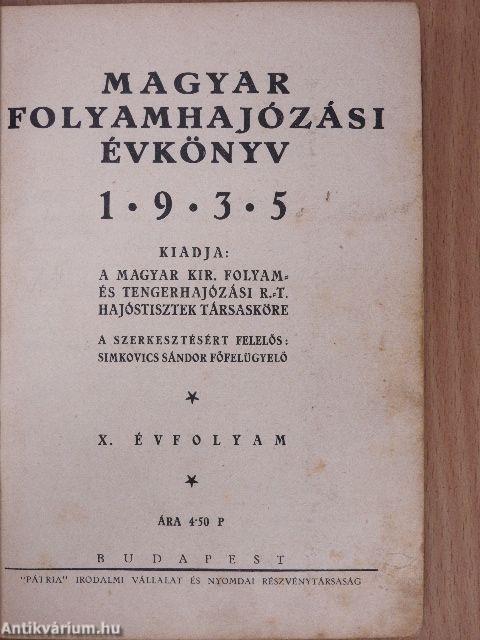 MAGYAR
FOLYAMHAJÓZÁSI
ÉVKÖNYV
1•9•3•5
KIADJA:
A MAGYAR KIR. FOLYAM-
ÉS TENGERHAJÓZÁSI R.-T.
HAJÓSTISZTEK TÁRSASKÖRE
A SZERKESZTÉSÉRT FELELŐS:
SIMKOVICS SÁNDOR FŐFELÜGYELŐ
★
X. ÉVFOLYAM
★
ÁRA 4·50 P
BUDAPEST
"PÁTRIA" IRODALMI VÁLLALAT ÉS NYOMDAI RÉSZVÉNYTÁRSASÁG
Antikvárium.hu